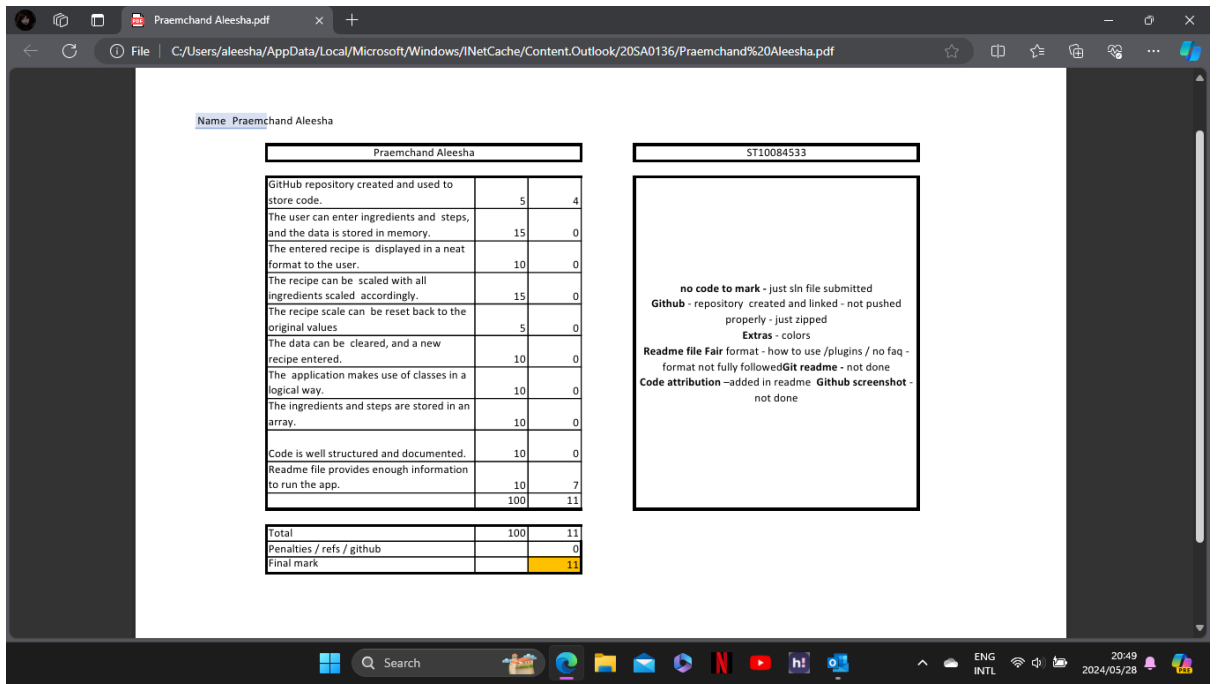 Praemchand Aleesha.pdf
File
C:/Users/aleesha/AppData/Local/Microsoft/Windows/INetCache/Content.Outlook/20SA0136/Praemchand%20Aleesha.pdf
Name Praemchand Aleesha
Praemchand Aleesha
ST10084533
GitHub repository created and used to
store code. 5 4
The user can enter ingredients and steps,
and the data is stored in memory. 15 0
The entered recipe is displayed in a neat
format to the user. 10 0
The recipe can be scaled with all
ingredients scaled accordingly. 15 0
The recipe scale can be reset back to the
original values 5 0
The data can be cleared, and a new
recipe entered. 10 0
The application makes use of classes in a
logical way. 10 0
The ingredients and steps are stored in an
array. 10 0
Code is well structured and documented. 10 0
Readme file provides enough information
to run the app. 10 7
100 11
no code to mark - just sln file submitted
Github - repository created and linked - not pushed
properly - just zipped
Extras - colors
Readme file Fair format - how to use /plugins / no faq -
format not fully followedGit readme - not done
Code attribution –added in readme Github screenshot -
not done
Total 100 11
Penalties / refs / github 0
Final mark 11
Search
h!
ENG
INTL
20:49
2024/05/28
PRE